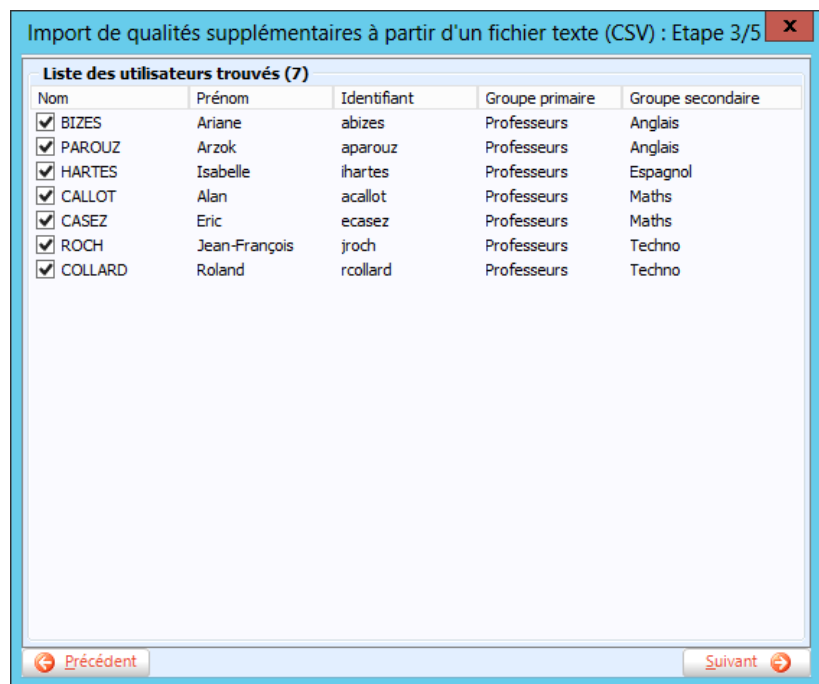 Import de qualités supplémentaires à partir d'un fichier texte (CSV) : Etape 3/5 x
Liste des utilisateurs trouvés (7)
Nom Prénom Identifiant Groupe primaire Groupe secondaire
BIZES Ariane abizes Professeurs Anglais
PAROUZ Arzok aparouz Professeurs Anglais
HARTES Isabelle ihartes Professeurs Espagnol
CALLOT Alan acallot Professeurs Maths
CASEZ Eric ecasez Professeurs Maths
ROCH Jean-François jroch Professeurs Techno
COLLARD Roland rcollard Professeurs Techno
Précédent Suivant